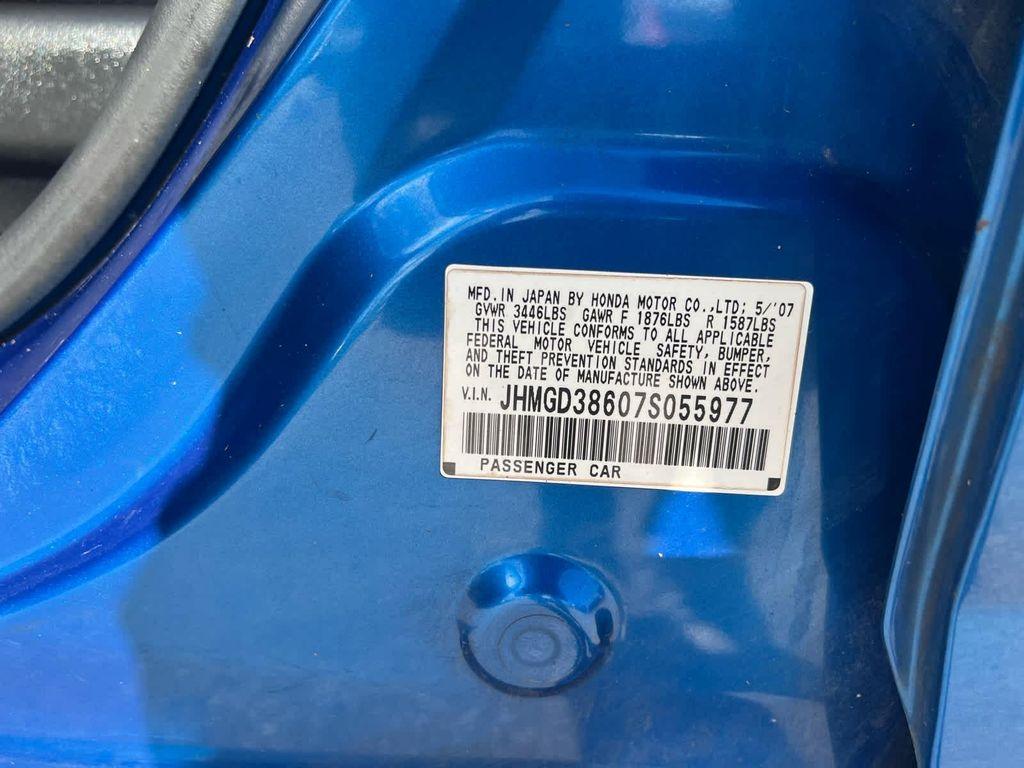 MFD. IN JAPAN BY HONDA MOTOR CO.,LTD; 5/'07
GVWR 3446LBS GAWR F 1876LBS R 1587LBS
THIS VEHICLE CONFORMS TO ALL APPLICABLE
FEDERAL MOTOR VEHICLE SAFETY, BUMPER,
AND THEFT PREVENTION STANDARDS IN EFFECT
ON THE DATE OF MANUFACTURE SHOWN ABOVE.
V.I.N. JHMGD38607S055977
PASSENGER CAR